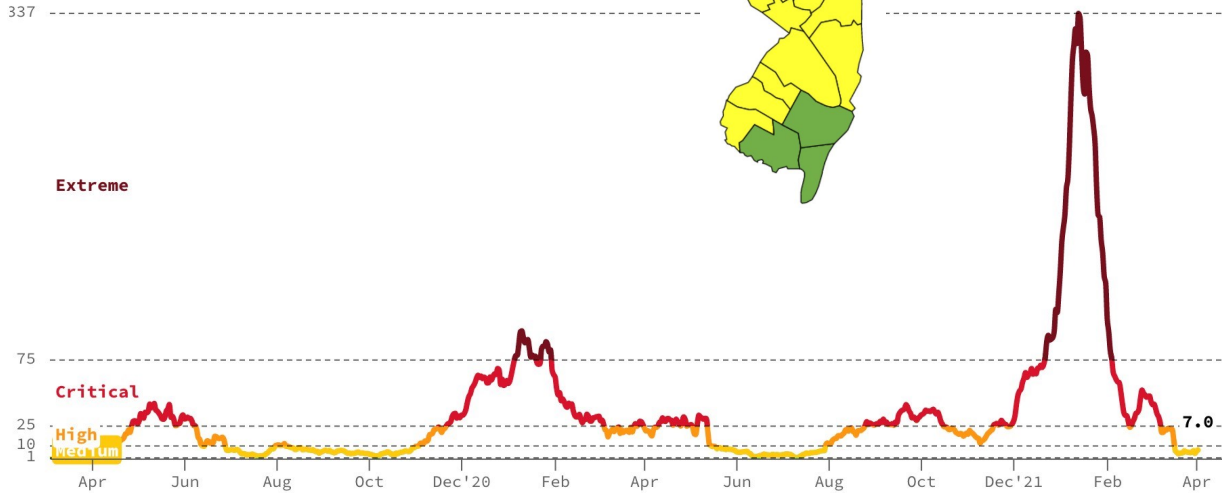 337
Extreme
75
Critical
25
High
7.0
10
Medium
1
Apr Jun Aug Oct Dec'20 Feb Apr Jun Aug Oct Dec'21 Feb Apr